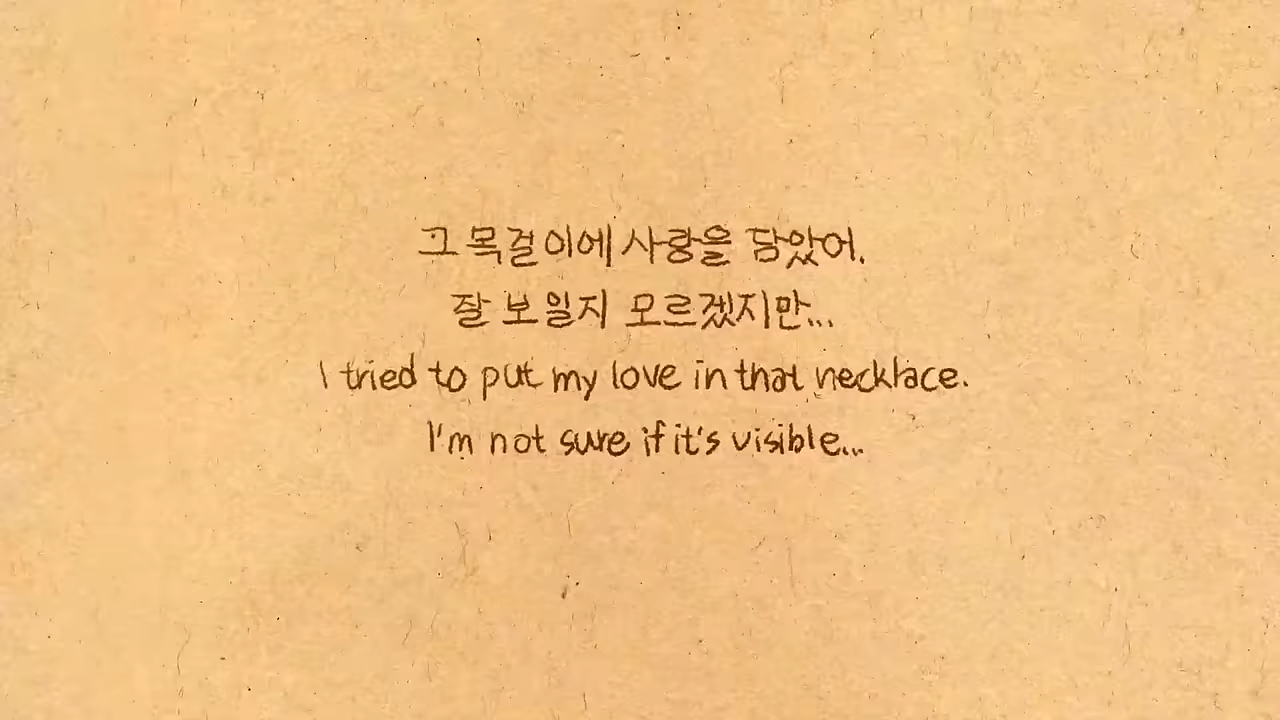 그 목걸이에 사랑을 담았어.
잘 보일지 모르겠지만...
I tried to put my love in that necklace.
I'm not sure if it's visible...